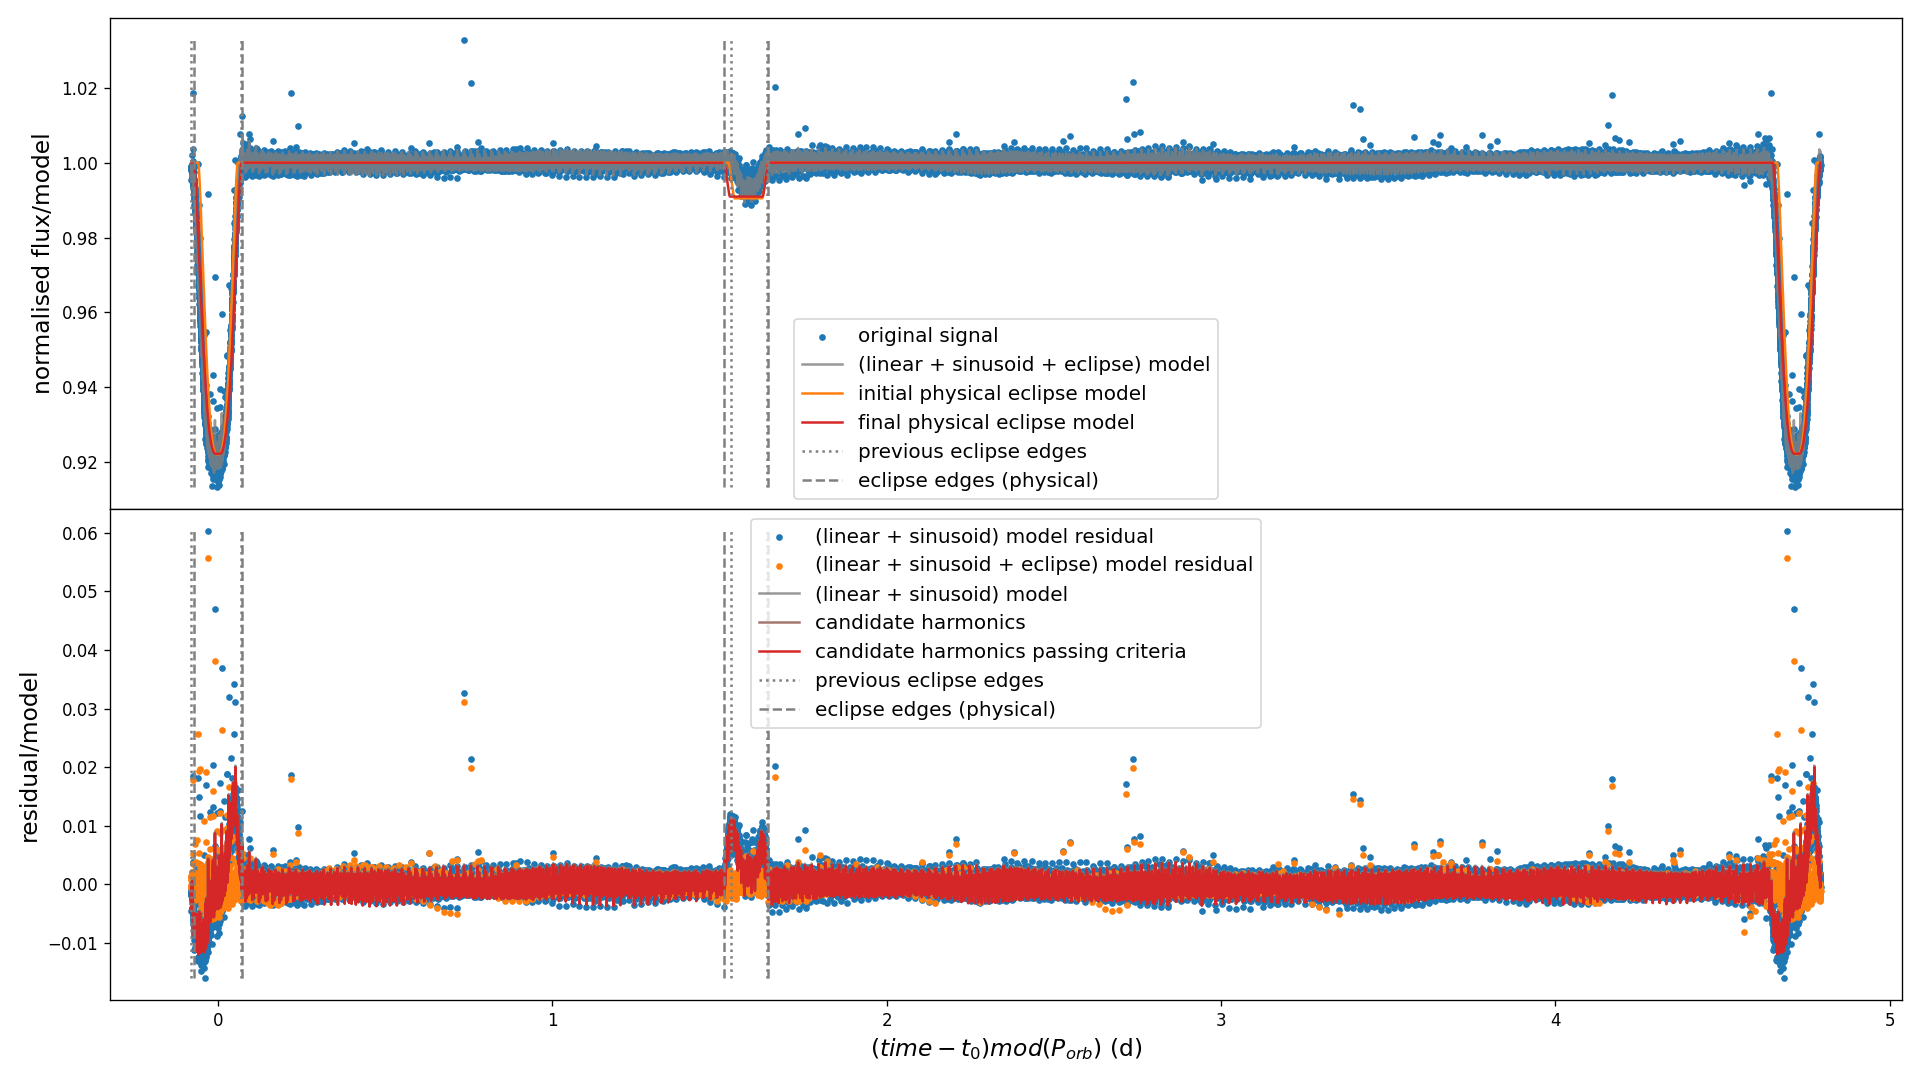 normalised flux/model
1.02
1.00
0.98
0.96
0.94
0.92
original signal
(linear + sinusoid + eclipse) model
initial physical eclipse model
final physical eclipse model
previous eclipse edges
eclipse edges (physical)
residual/model
0.06
0.05
0.04
0.03
0.02
0.01
0.00
−0.01
(linear + sinusoid) model residual
(linear + sinusoid + eclipse) model residual
(linear + sinusoid) model
candidate harmonics
candidate harmonics passing criteria
previous eclipse edges
eclipse edges (physical)
0 1 2 3 4 5
(time − t₀)mod(Pₒᵣb) (d)